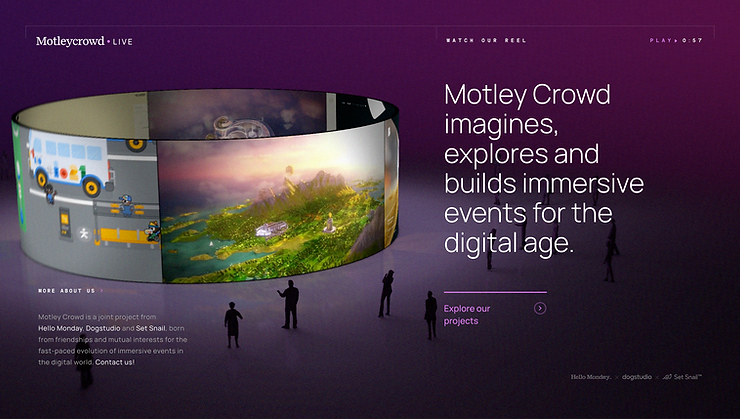 Motleycrowd • LIVE
WATCH OUR REEL
PLAY 0:57
Motley Crowd
imagines,
explores and
builds immersive
events for the
digital age.
MORE ABOUT US
Motley Crowd is a joint project from
Hello Monday, Dogstudio and Set Snail, born
from friendships and mutual interests for the
fast-paced evolution of immersive events in
the digital world. Contact us!
Explore our
projects
Hello Monday. × dogstudio × Set Snail™